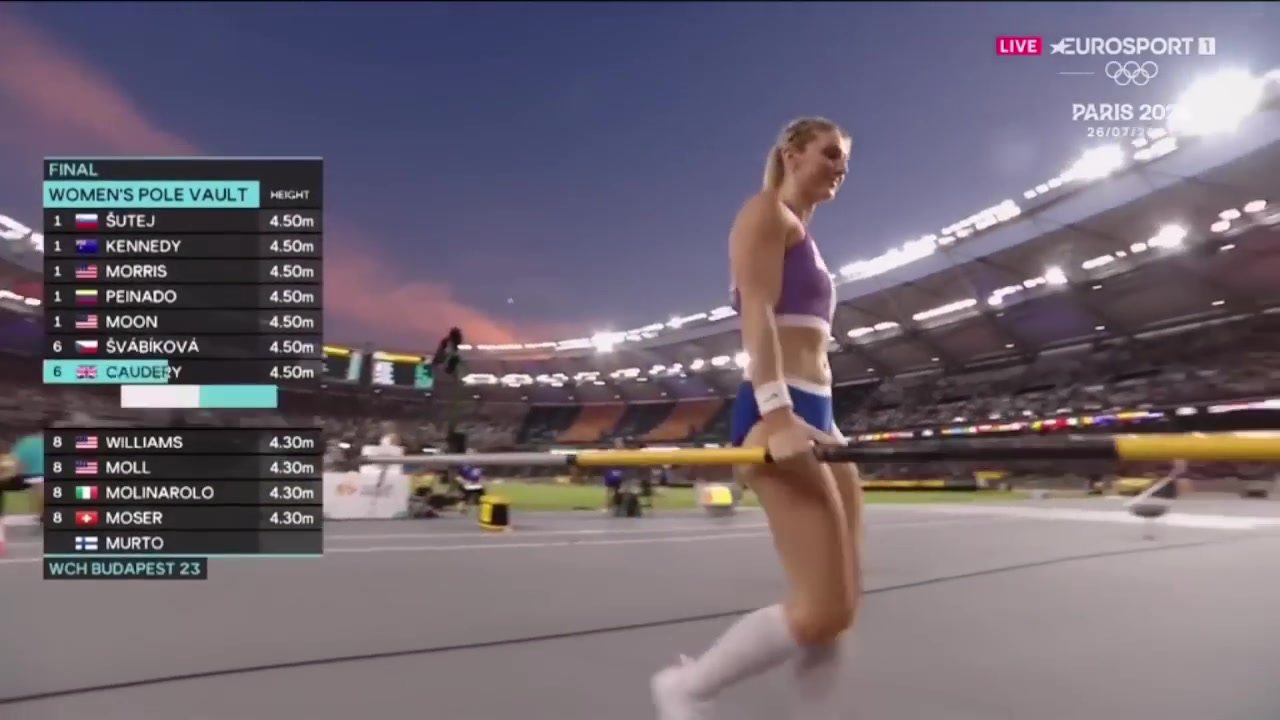 LIVE EUROSPORT 1
PARIS 202
26/07/2
FINAL
WOMEN'S POLE VAULT HEIGHT
1 ŠUTEJ 4.50m
1 KENNEDY 4.50m
1 MORRIS 4.50m
1 PEINADO 4.50m
1 MOON 4.50m
6 ŠVÁBÍKOVÁ 4.50m
6 CAUDERY 4.50m
8 WILLIAMS 4.30m
8 MOLL 4.30m
8 MOLINAROLO 4.30m
8 MOSER 4.30m
MURTO
WCH BUDAPEST 23